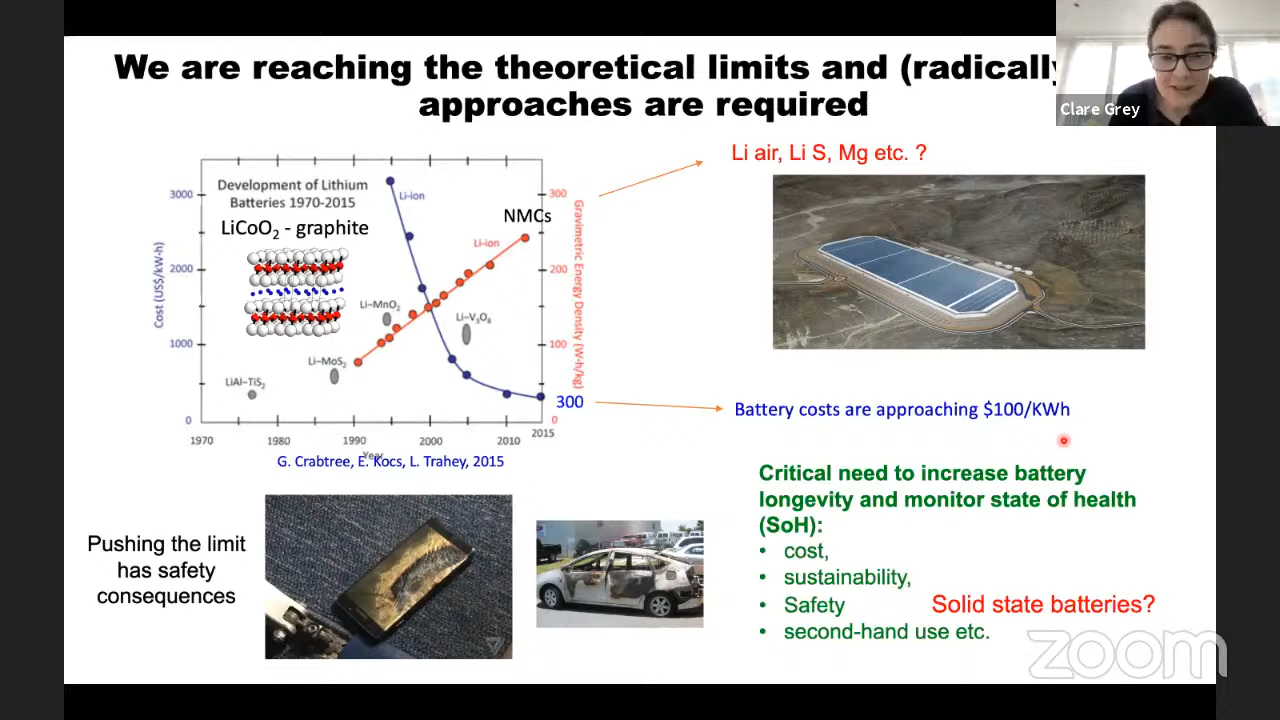 We are reaching the theoretical limits and (radically
approaches are required
Clare Grey
Li air, Li S, Mg etc. ?
Development of Lithium
Batteries 1970-2015
LiCoO2 - graphite
Li-ion
NMCs
Li-ion
Li–MnO2
Li–V3O8
Li–MoS2
LiAl–TiS2
3000
2000
1000
0
Cost (US$/kW-h)
300
200
100
0
Gravimetric Energy Density (W-h/kg)
300
1970
1980
1990
2000
2010
2015
Year
G. Crabtree, E. Kocs, L. Trahey, 2015
Battery costs are approaching $100/KWh
Critical need to increase battery
longevity and monitor state of health
(SoH):
• cost,
• sustainability,
• Safety
• second-hand use etc.
Solid state batteries?
Pushing the limit
has safety
consequences
zoom